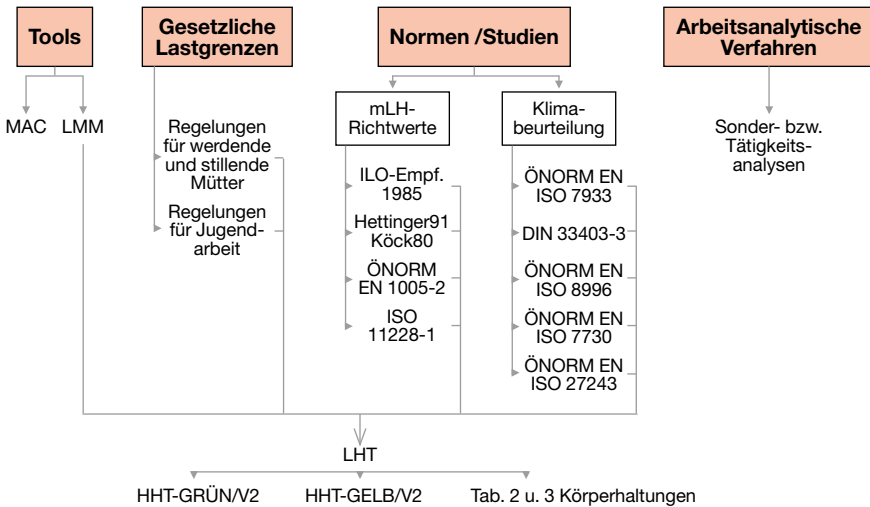 Tools
Gesetzliche
Lastgrenzen
Normen /Studien
Arbeitsanalytische
Verfahren
MAC
LMM
Regelungen
für werdende
und stillende
Mütter
Regelungen
für Jugend-
arbeit
mLH-
Richtwerte
ILO-Empf.
1985
Hettinger91
Köck80
ÖNORM
EN 1005-2
ISO
11228-1
Klima-
beurteilung
ÖNORM EN
ISO 7933
DIN 33403-3
ÖNORM EN
ISO 8996
ÖNORM EN
ISO 7730
ÖNORM EN
ISO 27243
Sonder- bzw.
Tätigkeits-
analysen
LHT
HHT-GRÜN/V2
HHT-GELB/V2
Tab. 2 u. 3 Körperhaltungen